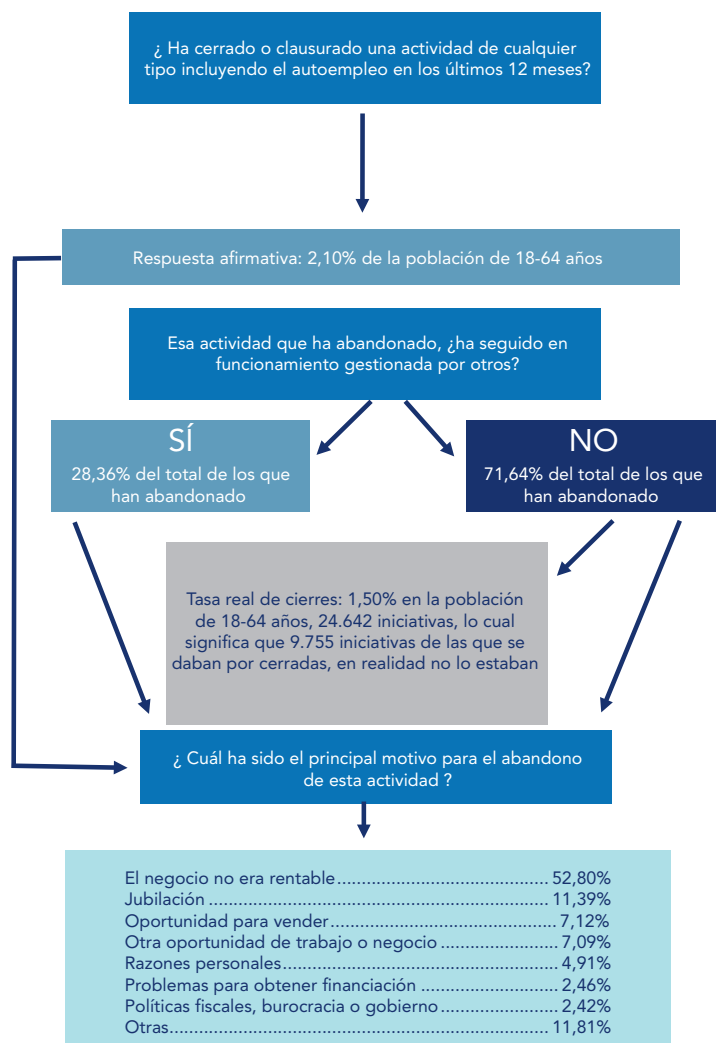 ¿ Ha cerrado o clausurado una actividad de cualquier
tipo incluyendo el autoempleo en los últimos 12 meses?
Respuesta afirmativa: 2,10% de la población de 18-64 años
Esa actividad que ha abandonado, ¿ha seguido en
funcionamiento gestionada por otros?
SÍ
28,36% del total de los que
han abandonado
NO
71,64% del total de los que
han abandonado
Tasa real de cierres: 1,50% en la población
de 18-64 años, 24.642 iniciativas, lo cual
significa que 9.755 iniciativas de las que se
daban por cerradas, en realidad no lo estaban
¿ Cuál ha sido el principal motivo para el abandono
de esta actividad ?
El negocio no era rentable.......................................... 52,80%
Jubilación .................................................................. 11,39%
Oportunidad para vender............................................ 7,12%
Otra oportunidad de trabajo o negocio ..................... 7,09%
Razones personales..................................................... 4,91%
Problemas para obtener financiación ......................... 2,46%
Políticas fiscales, burocracia o gobierno..................... 2,42%
Otras.......................................................................... 11,81%